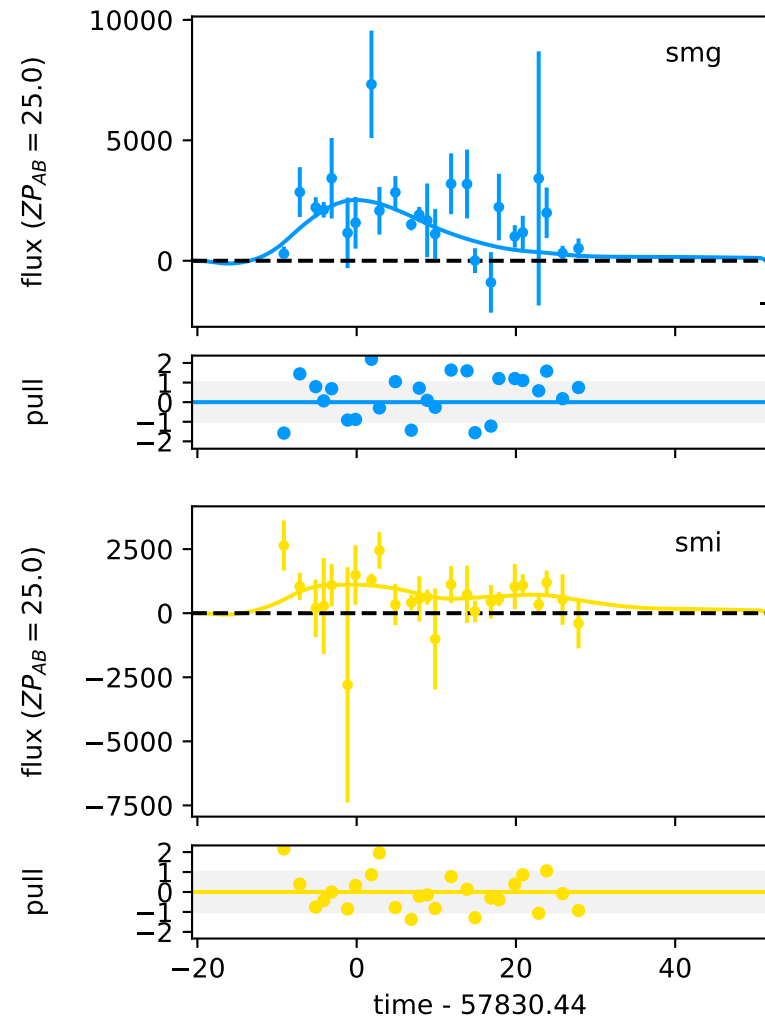 10000
smg
5000
0
flux (ZP_AB = 25.0)
2
1
0
−1
−2
pull
smi
2500
0
−2500
−5000
−7500
flux (ZP_AB = 25.0)
2
1
0
−1
−2
pull
−20 0 20 40
time - 57830.44